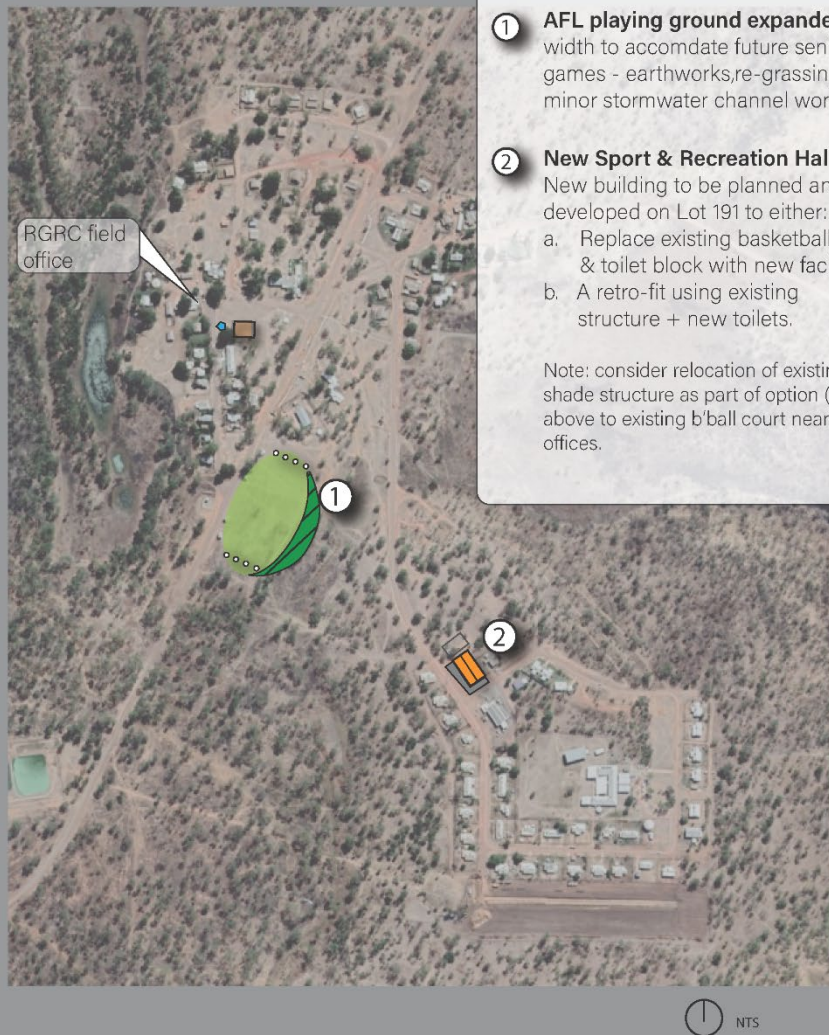 1 AFL playing ground expande
width to accomdate future sen
games - earthworks,re-grassin
minor stormwater channel wor
2 New Sport & Recreation Hal
New building to be planned an
developed on Lot 191 to either:
a. Replace existing basketball
& toilet block with new fac
b. A retro-fit using existing
structure + new toilets.
Note: consider relocation of existin
shade structure as part of option (
above to existing b'ball court near
offices.
RGRC field
office
1
2
NTS